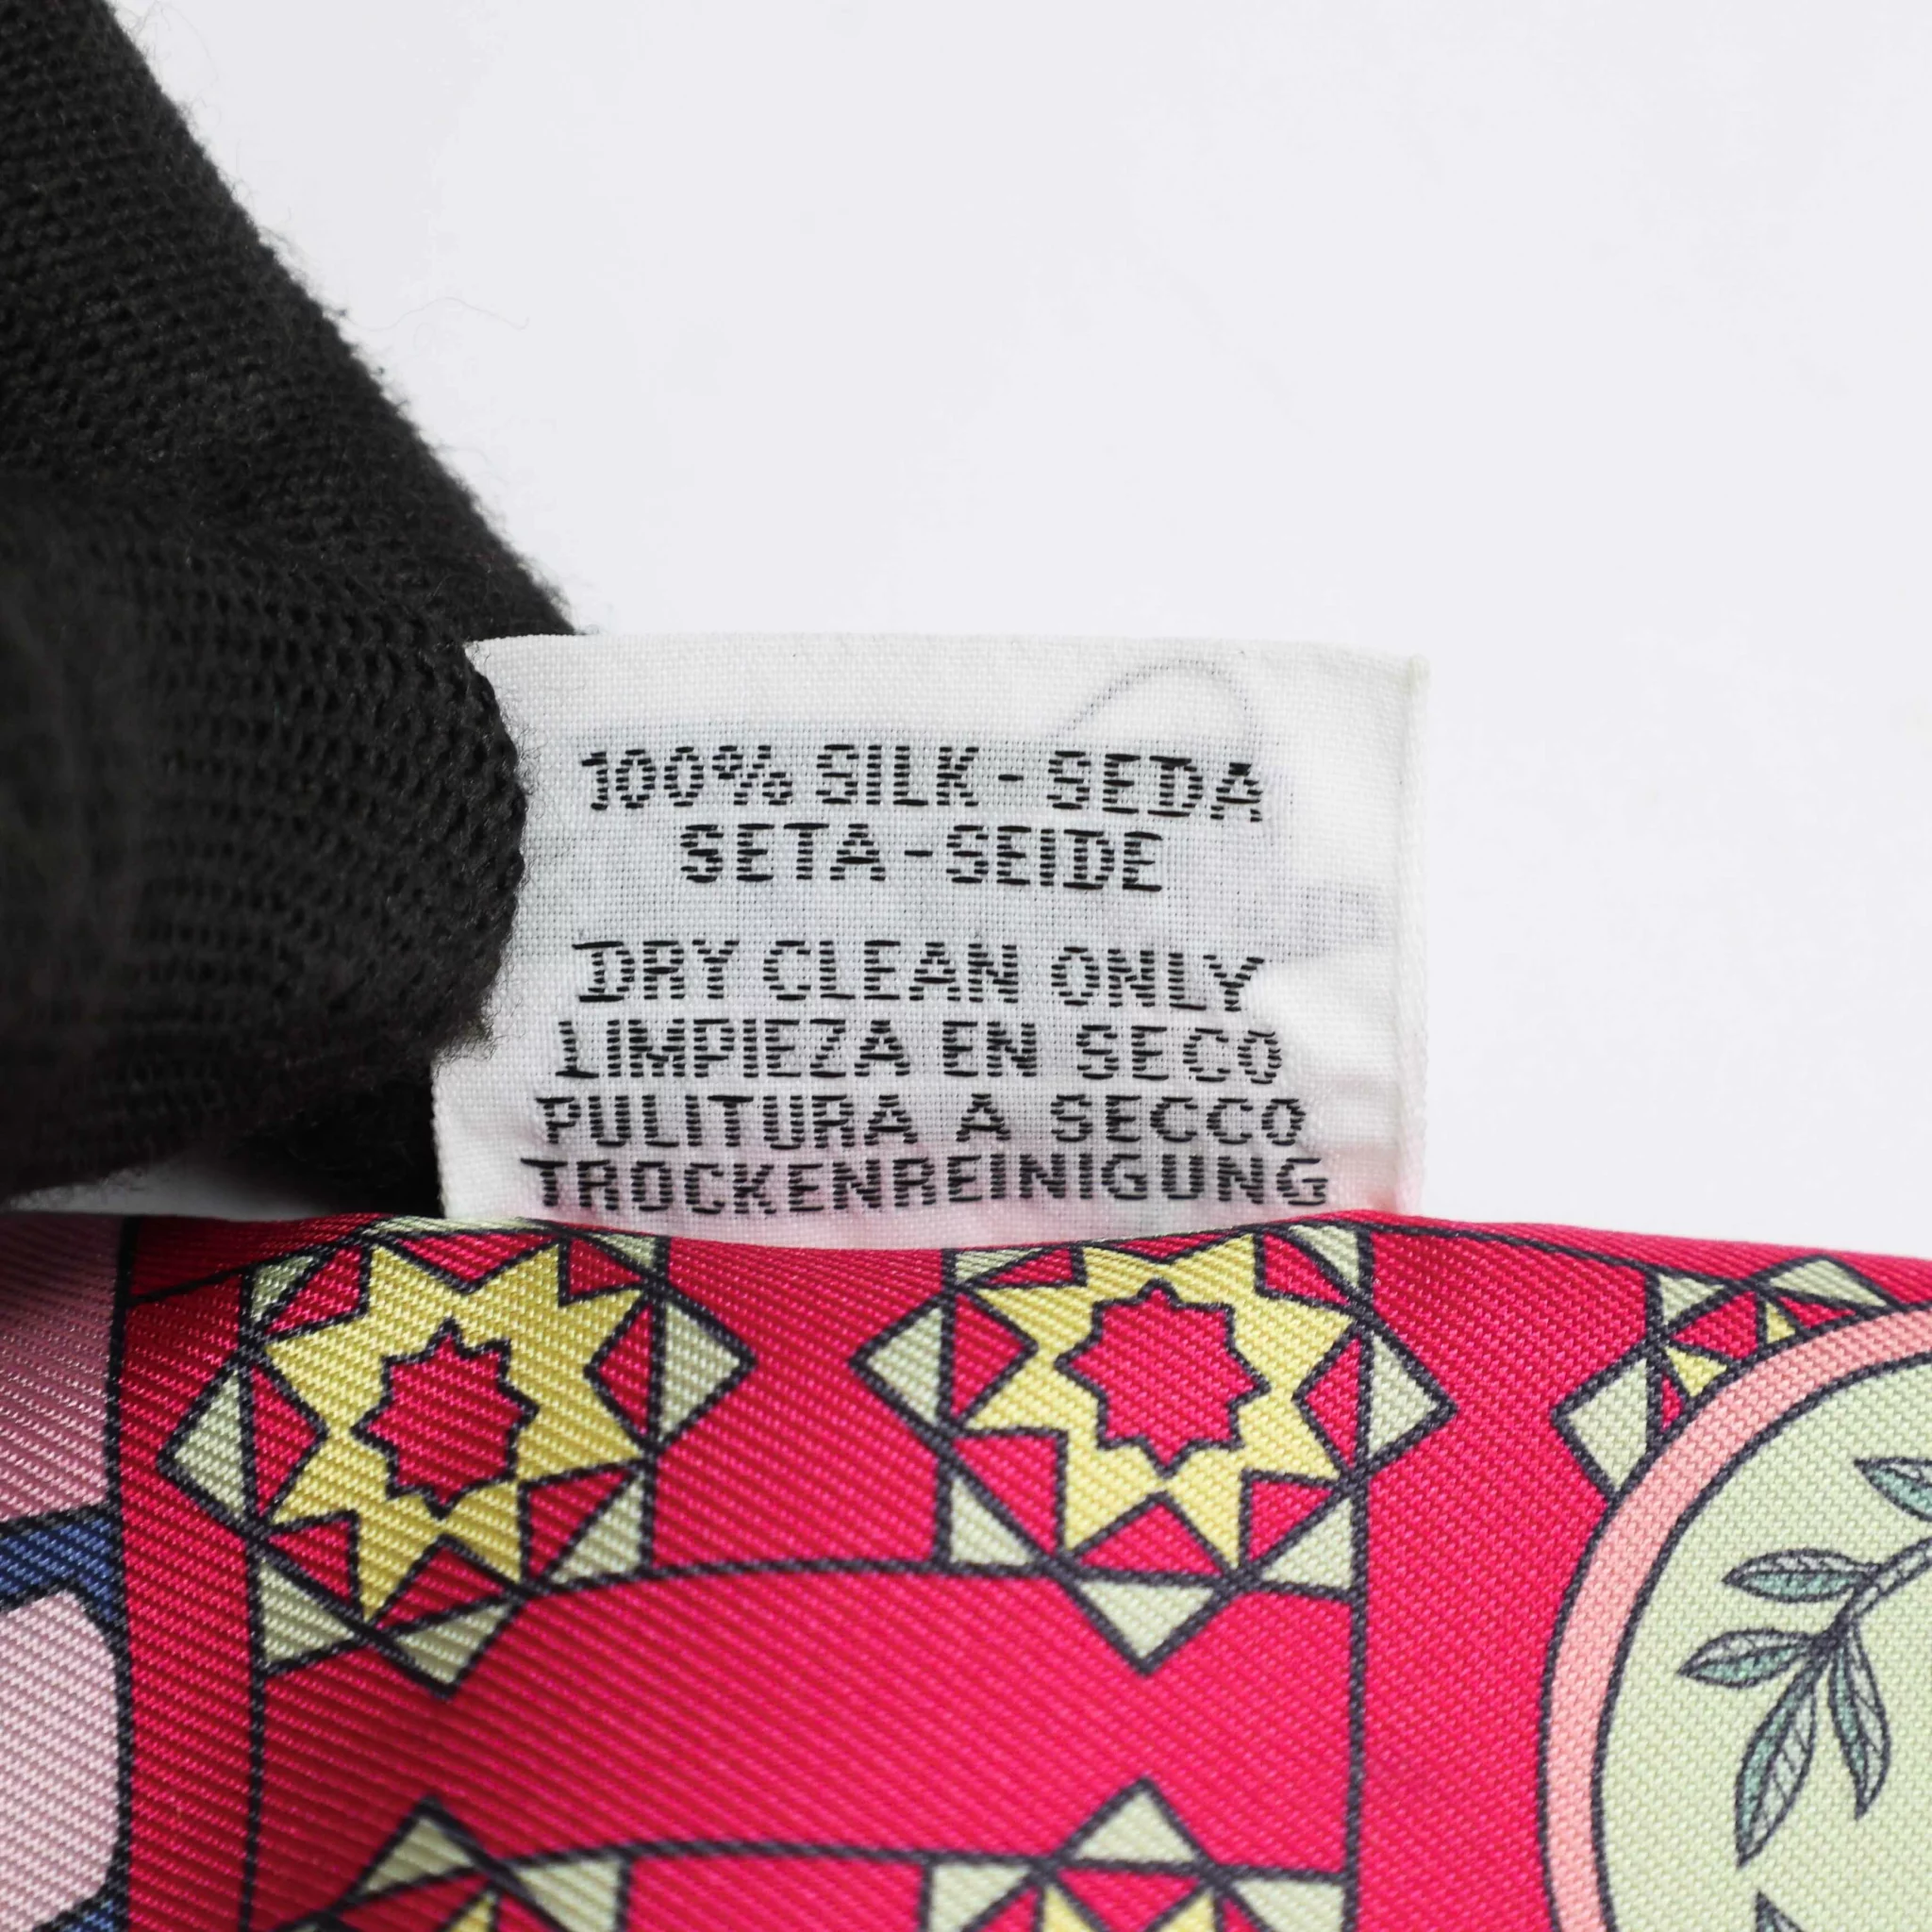 100% SILK - SEDA
SETA - SEIDE
DRY CLEAN ONLY
LIMPIEZA EN SECO
PULITURA A SECCO
TROCKENREINIGUNG